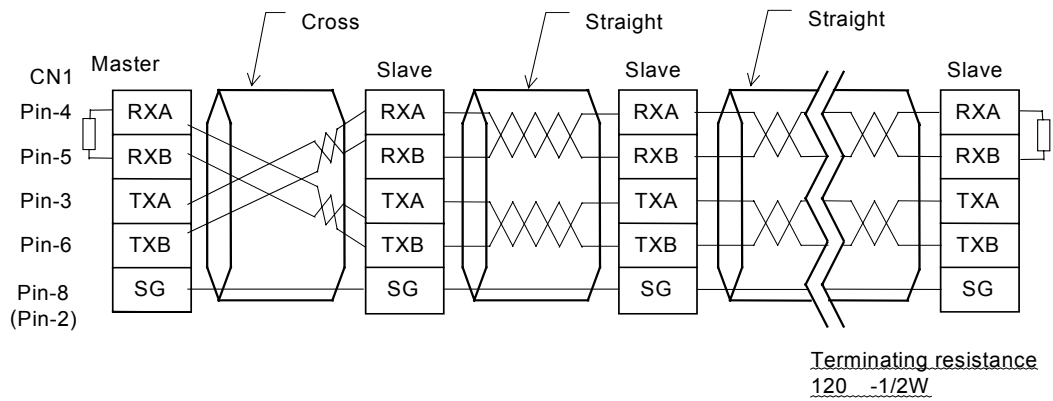 Cross
Straight
Straight
CN1
Master
Slave
Slave
Slave
Pin-4
RXA
RXA
RXA
RXA
Pin-5
RXB
RXB
RXB
RXB
Pin-3
TXA
TXA
TXA
TXA
Pin-6
TXB
TXB
TXB
TXB
Pin-8
SG
SG
SG
SG
(Pin-2)
Terminating resistance
120 -1/2W